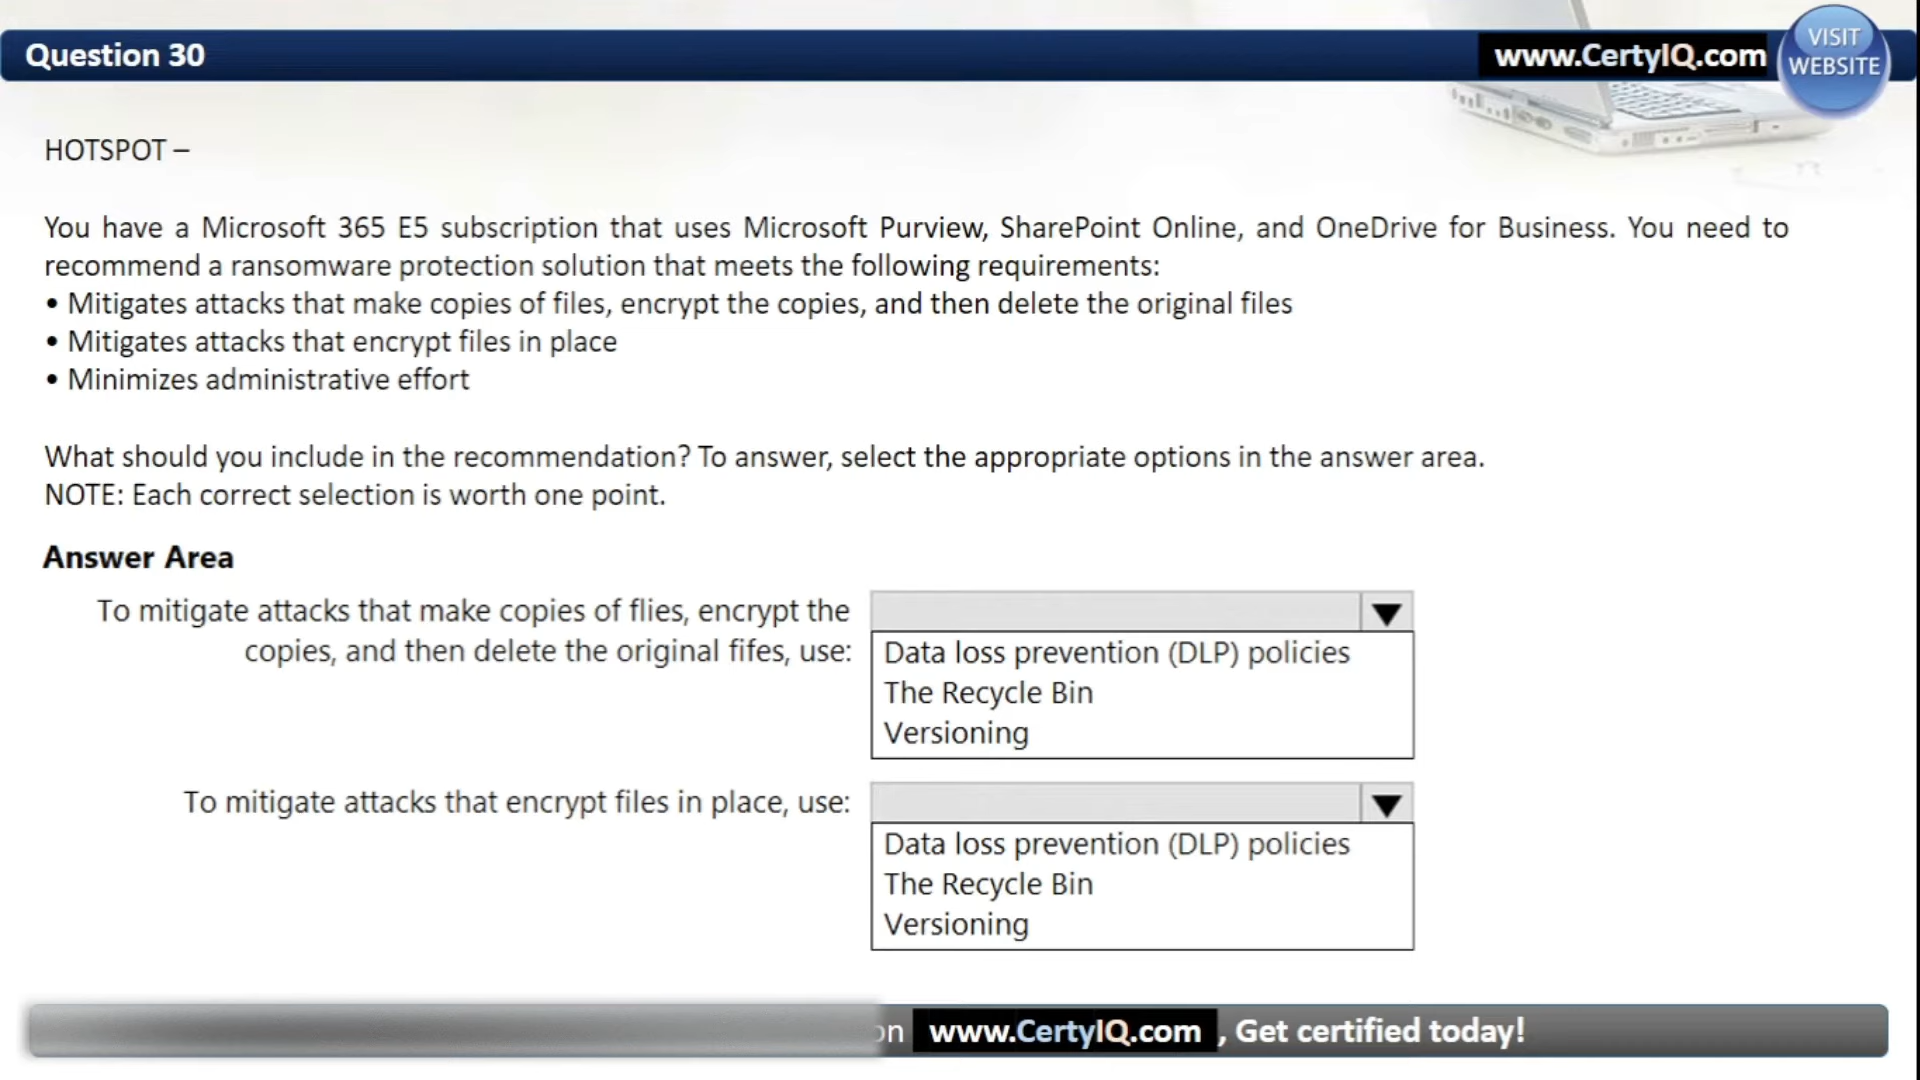 Question 30
www.CertyIQ.com
VISIT
WEBSITE
HOTSPOT –
You have a Microsoft 365 E5 subscription that uses Microsoft Purview, SharePoint Online, and OneDrive for Business. You need to
recommend a ransomware protection solution that meets the following requirements:
• Mitigates attacks that make copies of files, encrypt the copies, and then delete the original files
• Mitigates attacks that encrypt files in place
• Minimizes administrative effort
What should you include in the recommendation? To answer, select the appropriate options in the answer area.
NOTE: Each correct selection is worth one point.
Answer Area
To mitigate attacks that make copies of flies, encrypt the
copies, and then delete the original fifes, use:
Data loss prevention (DLP) policies
The Recycle Bin
Versioning
To mitigate attacks that encrypt files in place, use:
Data loss prevention (DLP) policies
The Recycle Bin
Versioning
on www.CertyIQ.com , Get certified today!